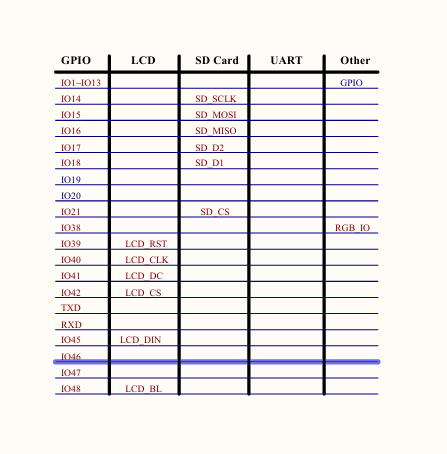 GPIO LCD SD Card UART Other
IO1~IO13 GPIO
IO14 SD_SCLK
IO15 SD_MOSI
IO16 SD_MISO
IO17 SD_D2
IO18 SD_D1
IO19
IO20
IO21 SD_CS
IO38 RGB_IO
IO39 LCD_RST
IO40 LCD_CLK
IO41 LCD_DC
IO42 LCD_CS
TXD
RXD
IO45 LCD_DIN
IO46
IO47
IO48 LCD_BL